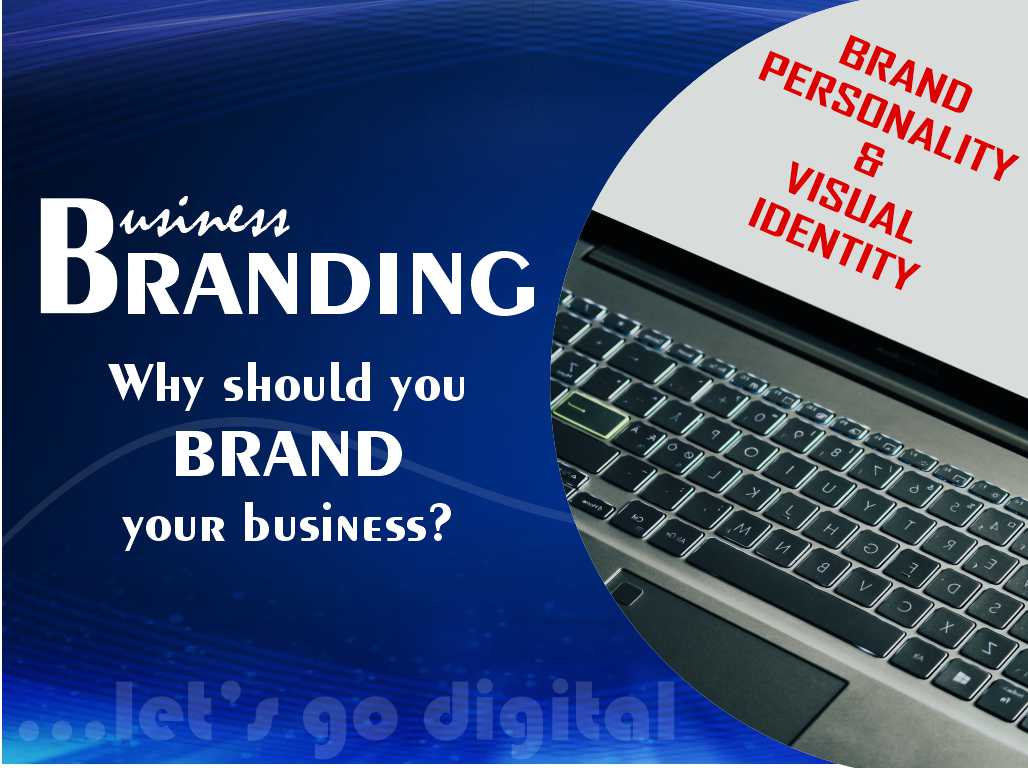 Business
BRANDING
Why should you
BRAND
your business?
...let's go digital
BRAND
PERSONALITY
&
VISUAL
IDENTITY